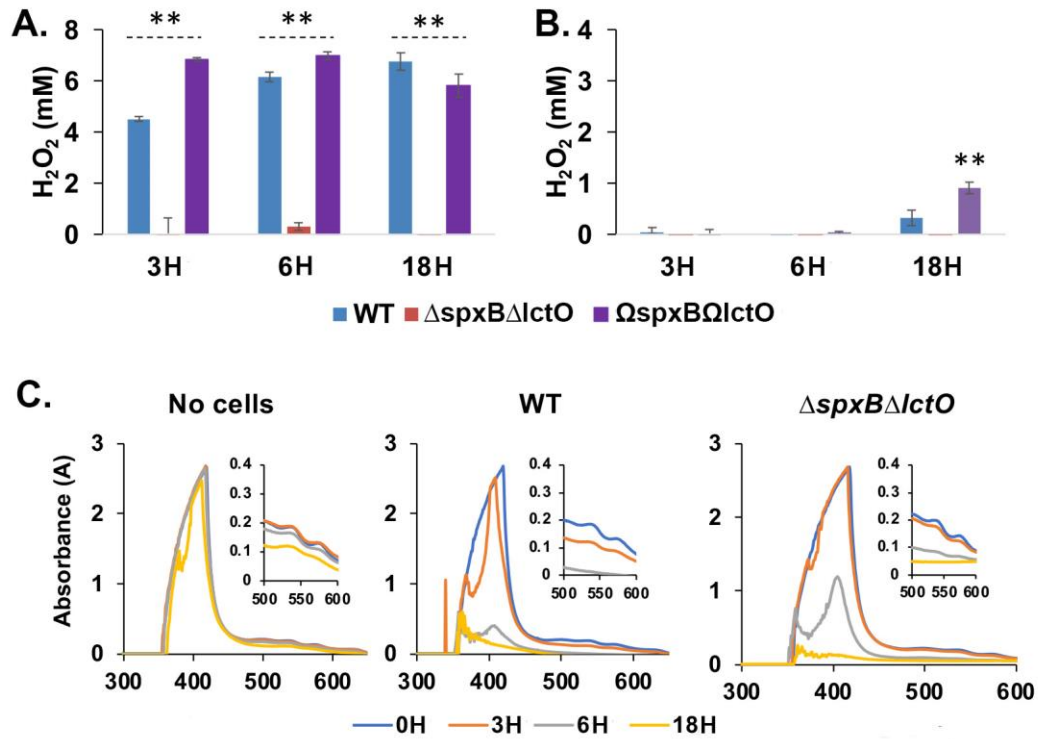 A.
B.
** ** **
8
6
4
2
0
H₂O₂ (mM)
3H 6H 18H
4
3
2
1
0
H₂O₂ (mM)
**
3H 6H 18H
WT ΔspxBΔlctO ΩspxBΩlctO
C.
No cells WT ΔspxBΔlctO
Absorbance (A)
3
2
1
0
300 400 500 600
0.4
0.3
0.2
0.1
0
500 550 600
3
2
1
0
300 400 500 600
0.4
0.3
0.2
0.1
0
500 550 600
3
2
1
0
300 400 500 600
0.4
0.3
0.2
0.1
0
500 550 600
0H 3H 6H 18H